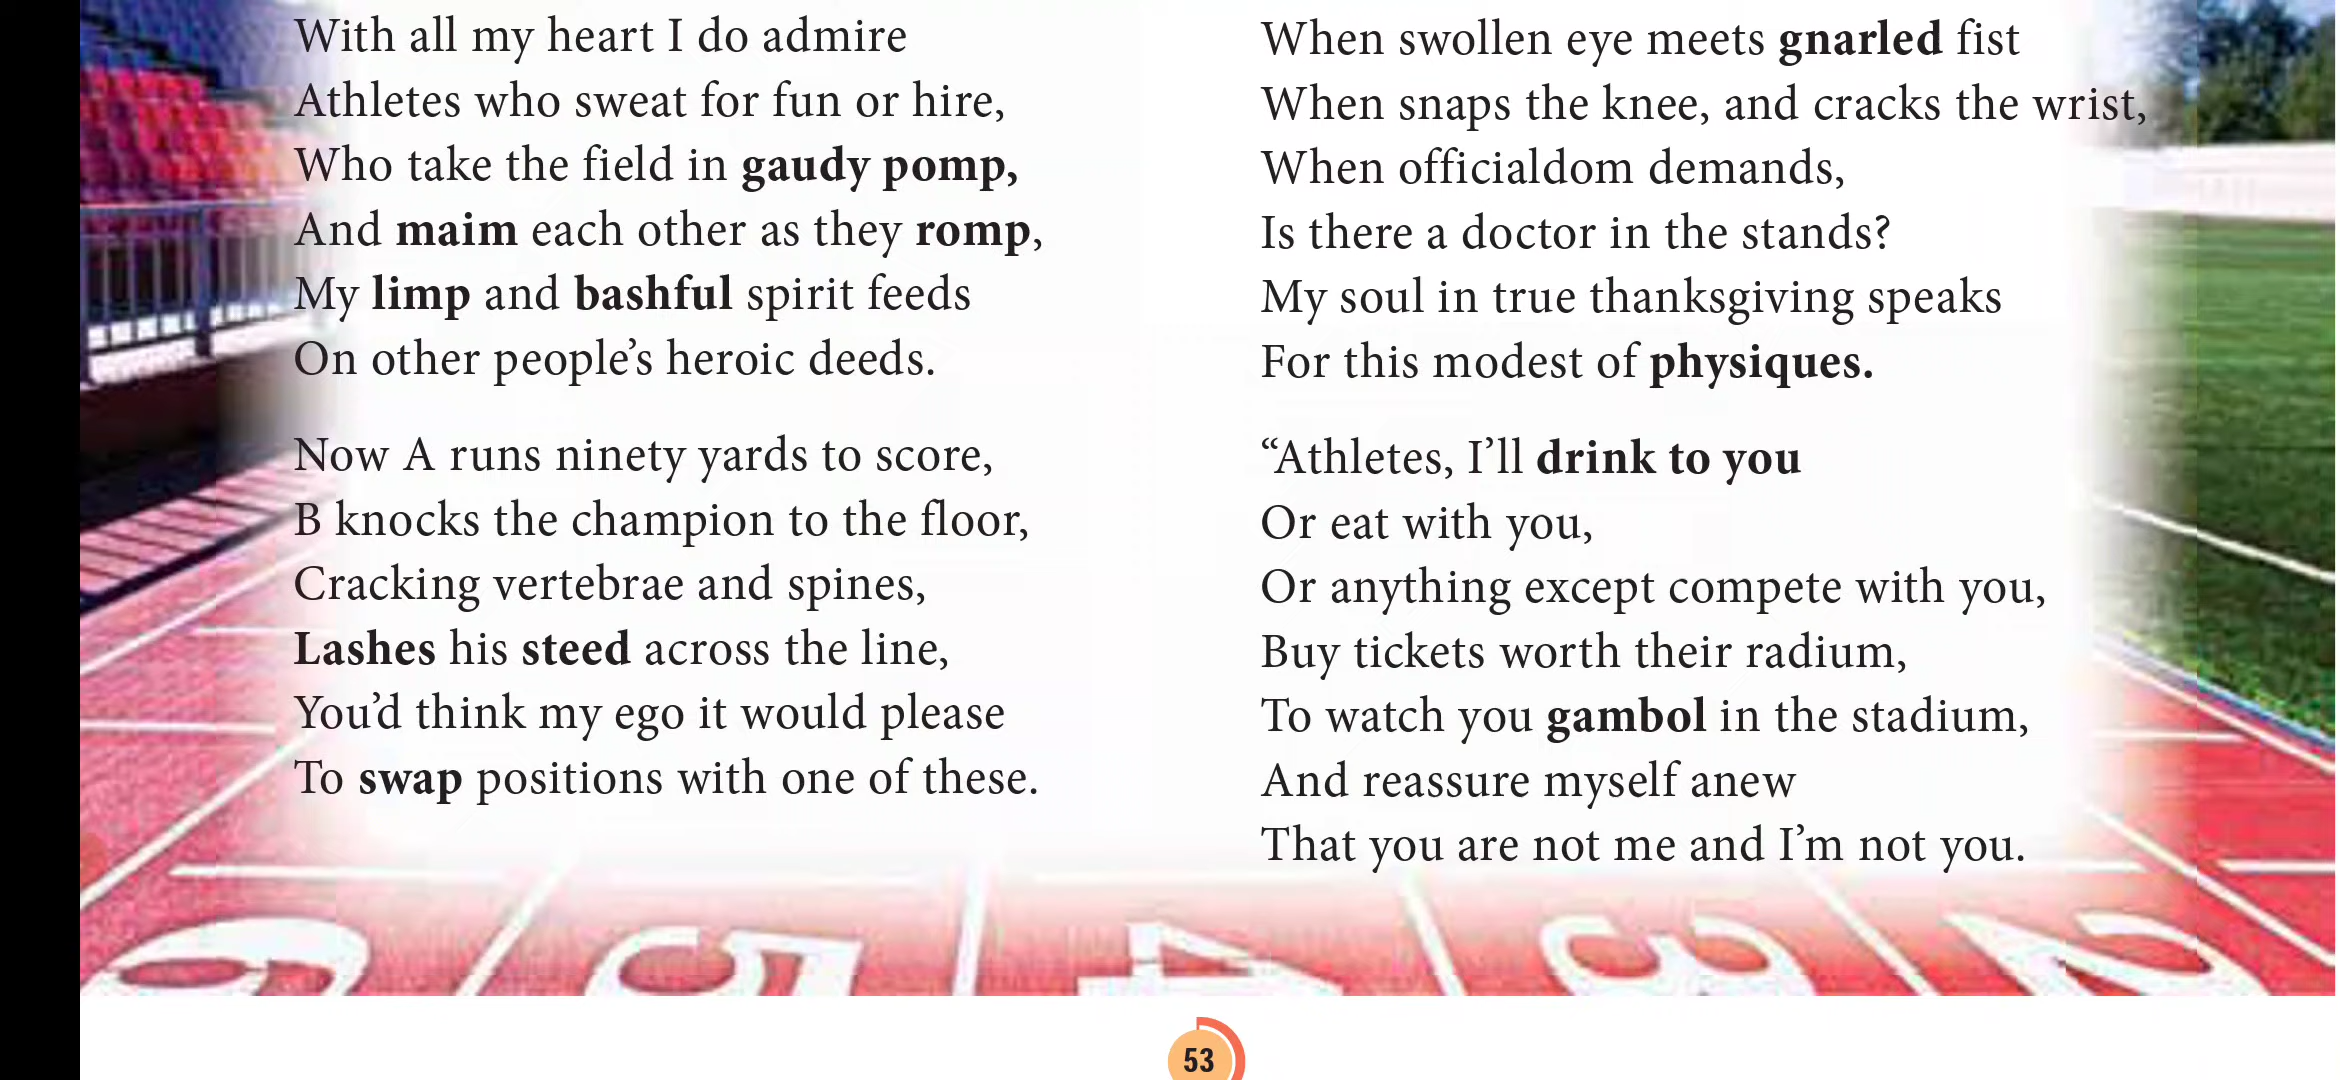 With all my heart I do admire
Athletes who sweat for fun or hire,
Who take the field in gaudy pomp,
And maim each other as they romp,
My limp and bashful spirit feeds
On other people’s heroic deeds.
Now A runs ninety yards to score,
B knocks the champion to the floor,
Cracking vertebrae and spines,
Lashes his steed across the line,
You’d think my ego it would please
To swap positions with one of these.
When swollen eye meets gnarled fist
When snaps the knee, and cracks the wrist,
When officialdom demands,
Is there a doctor in the stands?
My soul in true thanksgiving speaks
For this modest of physiques.
“Athletes, I’ll drink to you
Or eat with you,
Or anything except compete with you,
Buy tickets worth their radium,
To watch you gambol in the stadium,
And reassure myself anew
That you are not me and I’m not you.
6 5 4 3 2
53